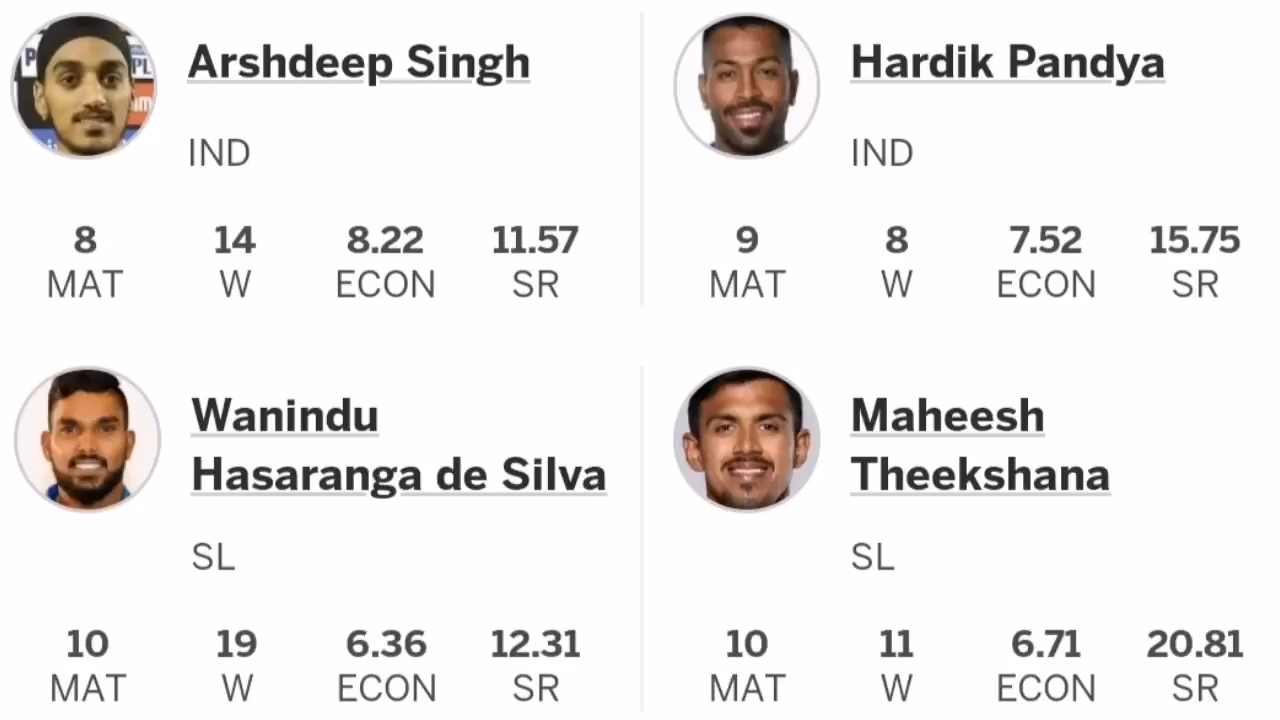 Arshdeep Singh
IND
8 14 8.22 11.57
MAT W ECON SR
Hardik Pandya
IND
9 8 7.52 15.75
MAT W ECON SR
Wanindu
Hasaranga de Silva
SL
10 19 6.36 12.31
MAT W ECON SR
Maheesh
Theekshana
SL
10 11 6.71 20.81
MAT W ECON SR